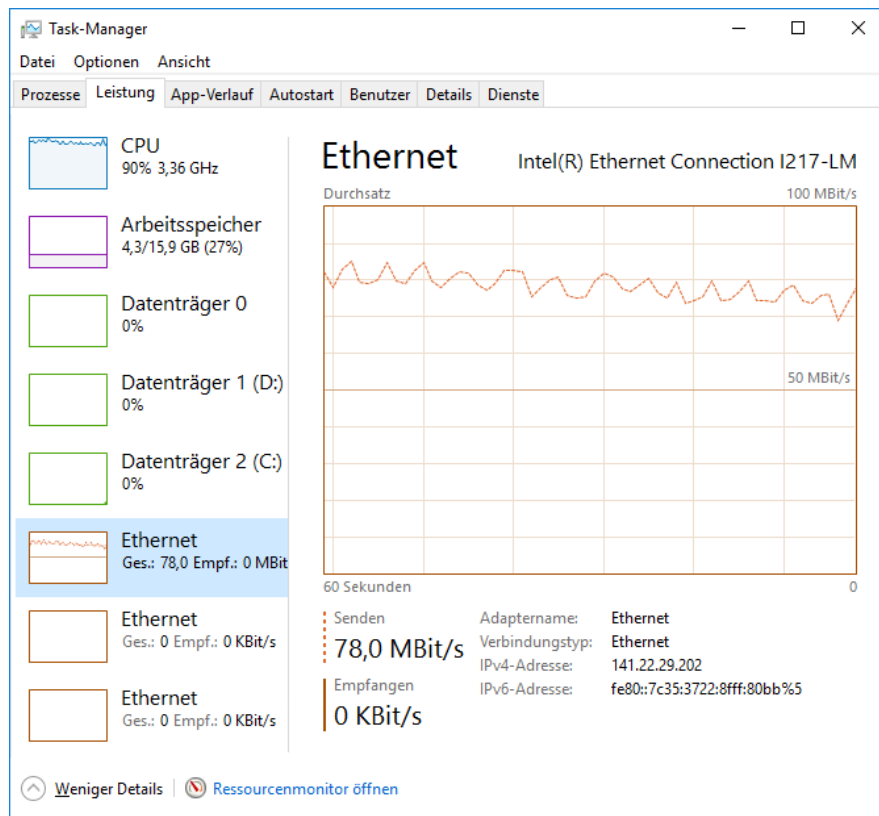 Task-Manager
Datei Optionen Ansicht
Prozesse Leistung App-Verlauf Autostart Benutzer Details Dienste
CPU
90% 3,36 GHz
Arbeitsspeicher
4,3/15,9 GB (27%)
Datenträger 0
0%
Datenträger 1 (D:)
0%
Datenträger 2 (C:)
0%
Ethernet
Ges.: 78,0 Empf.: 0 MBit
Ethernet
Ges.: 0 Empf.: 0 KBit/s
Ethernet
Ges.: 0 Empf.: 0 KBit/s
Ethernet Intel(R) Ethernet Connection I217-LM
Durchsatz 100 MBit/s
50 MBit/s
60 Sekunden 0
Senden
78,0 MBit/s
Empfangen
0 KBit/s
Adaptername: Ethernet
Verbindungstyp: Ethernet
IPv4-Adresse: 141.22.29.202
IPv6-Adresse: fe80::7c35:3722:8fff:80bb%5
Weniger Details Ressourcenmonitor öffnen